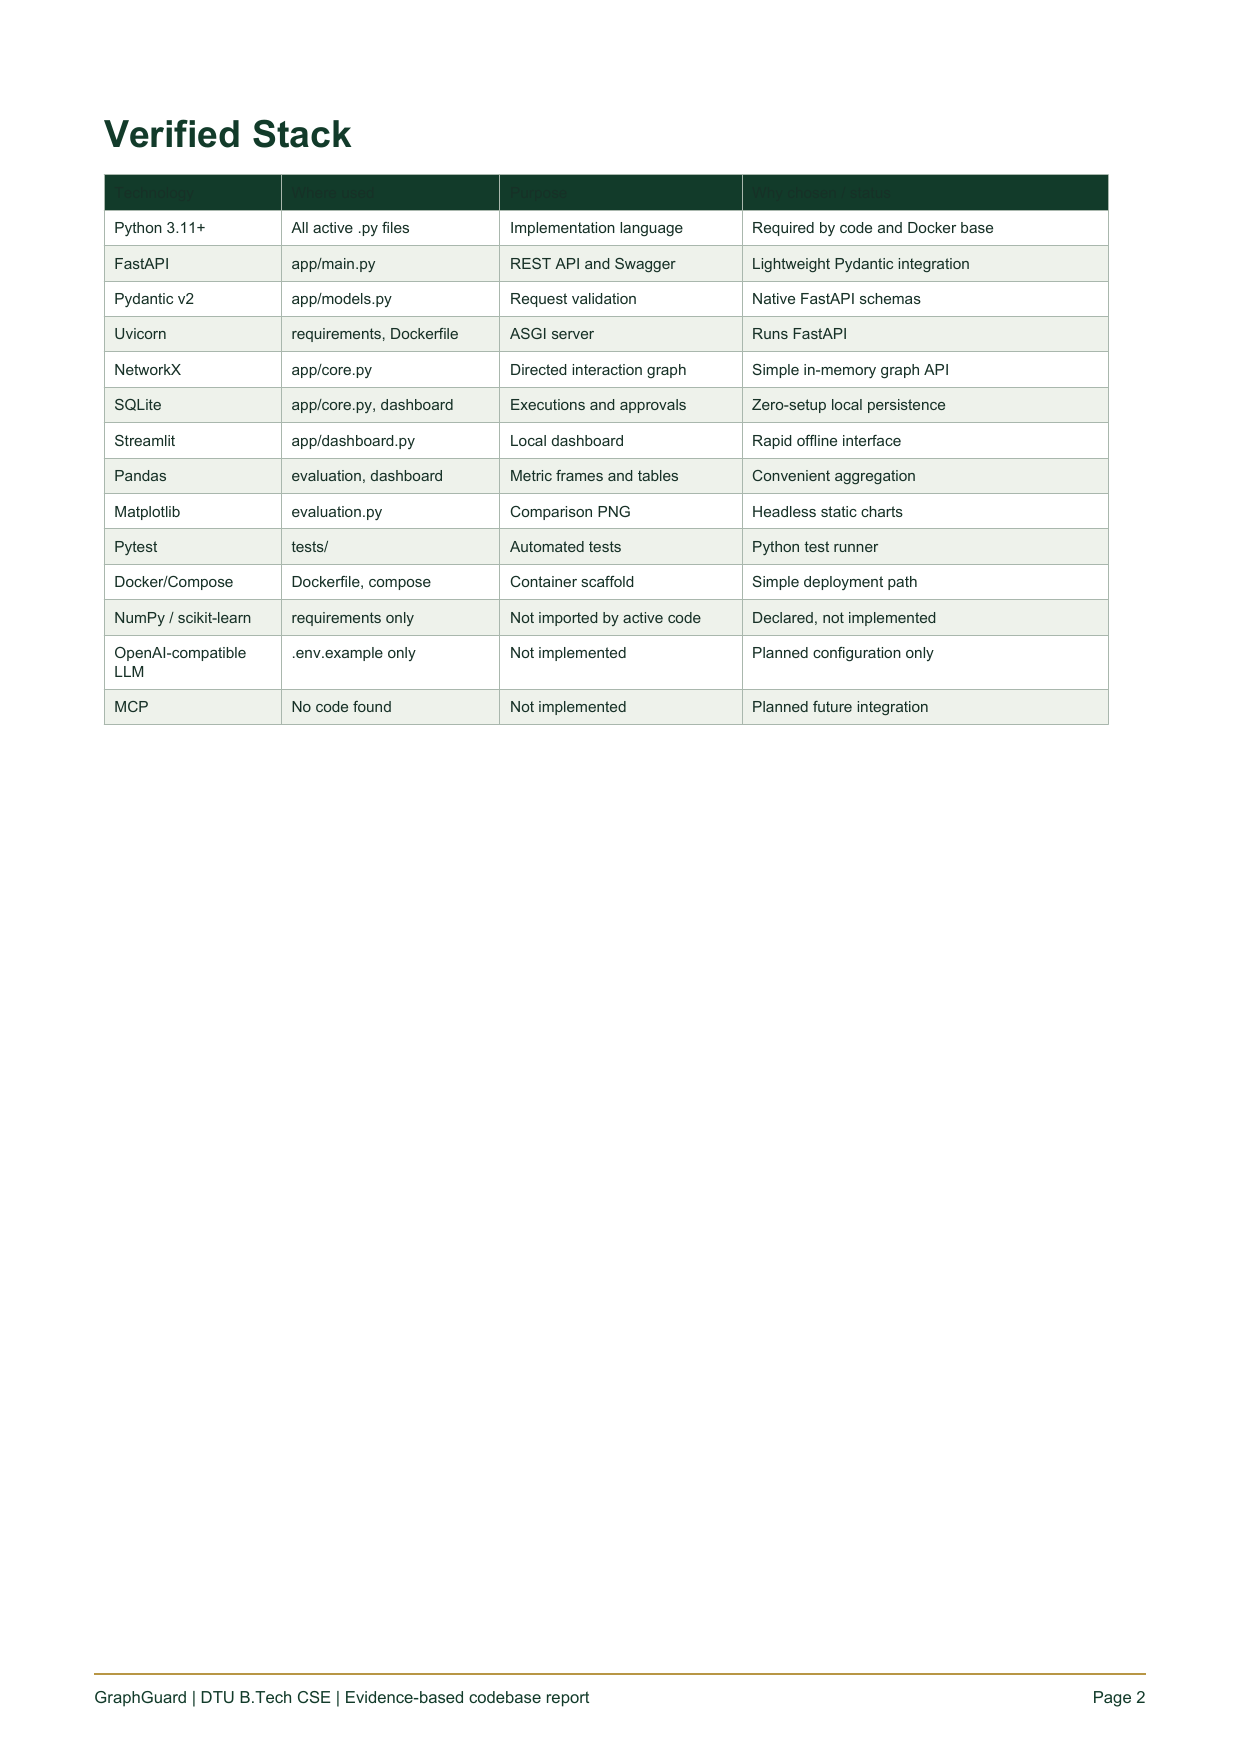 Verified Stack
Technology Where used Purpose Why chosen / status
Python 3.11+ All active .py files Implementation language Required by code and Docker base
FastAPI app/main.py REST API and Swagger Lightweight Pydantic integration
Pydantic v2 app/models.py Request validation Native FastAPI schemas
Uvicorn requirements, Dockerfile ASGI server Runs FastAPI
NetworkX app/core.py Directed interaction graph Simple in-memory graph API
SQLite app/core.py, dashboard Executions and approvals Zero-setup local persistence
Streamlit app/dashboard.py Local dashboard Rapid offline interface
Pandas evaluation, dashboard Metric frames and tables Convenient aggregation
Matplotlib evaluation.py Comparison PNG Headless static charts
Pytest tests/ Automated tests Python test runner
Docker/Compose Dockerfile, compose Container scaffold Simple deployment path
NumPy / scikit-learn requirements only Not imported by active code Declared, not implemented
OpenAI-compatible .env.example only Not implemented Planned configuration only
LLM
MCP No code found Not implemented Planned future integration
GraphGuard | DTU B.Tech CSE | Evidence-based codebase report Page 2